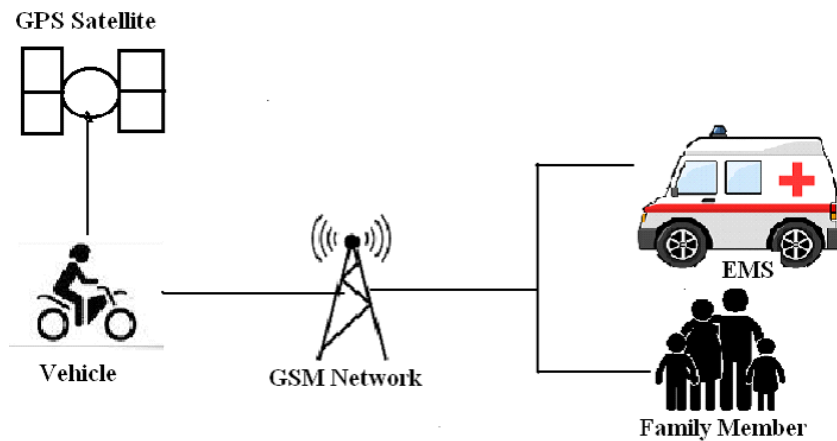 GPS Satellite
Vehicle
GSM Network
EMS
Family Member